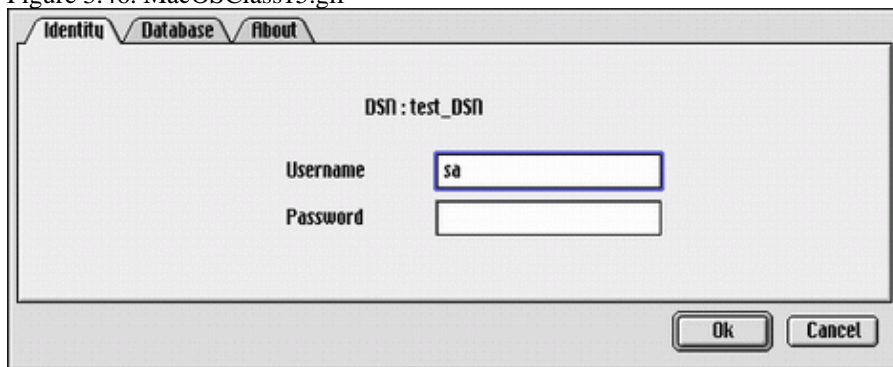 Figure 3.46. MacOSClass15.gif
Identity Database About
DSN : test_DSN
Username sa
Password
Ok Cancel